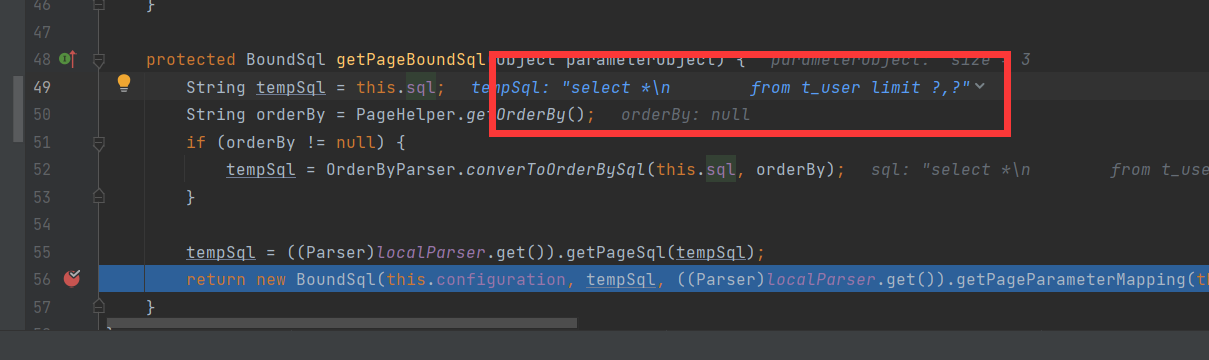 46 }
47
48 protected BoundSql getPageBoundSql(Object parameterObject) { parameterObject: size = 3
49 String tempSql = this.sql; tempSql: "select *\n from t_user limit ?,?"
50 String orderBy = PageHelper.getOrderBy(); orderBy: null
51 if (orderBy != null) {
52 tempSql = OrderByParser.converToOrderBySql(this.sql, orderBy); sql: "select *\n from t_use
53 }
54
55 tempSql = ((Parser)localParser.get()).getPageSql(tempSql);
56 return new BoundSql(this.configuration, tempSql, ((Parser)localParser.get()).getPageParameterMapping(th
57 }